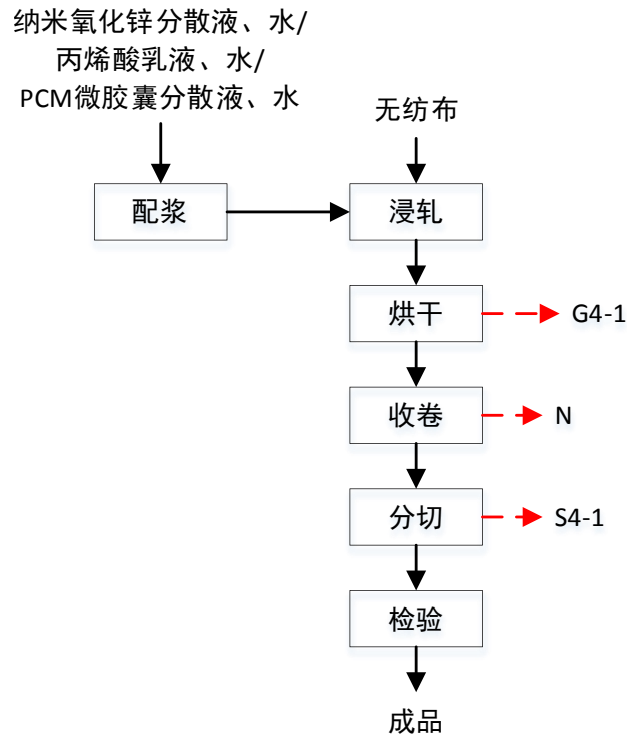 纳米氧化锌分散液、水/
丙烯酸乳液、水/
PCM微胶囊分散液、水
无纺布
配浆
浸轧
烘干
G4-1
收卷
N
分切
S4-1
检验
成品